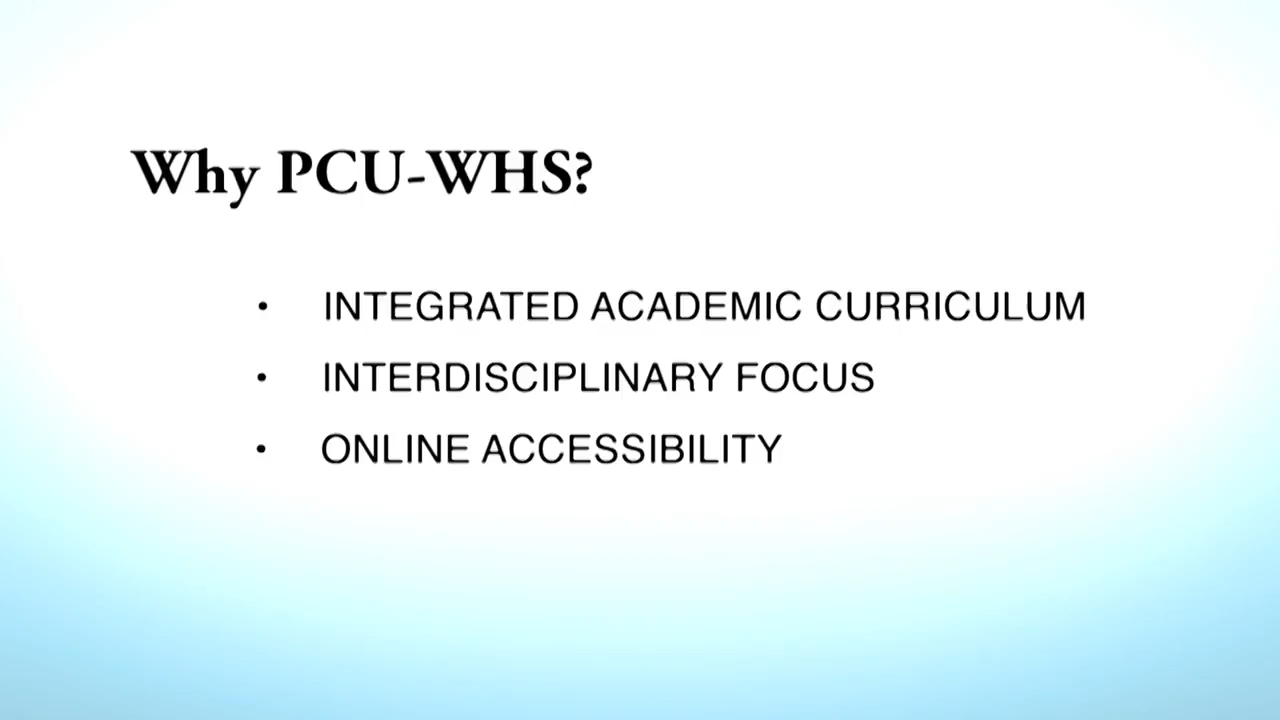 Why PCU-WHS?
• INTEGRATED ACADEMIC CURRICULUM
• INTERDISCIPLINARY FOCUS
• ONLINE ACCESSIBILITY